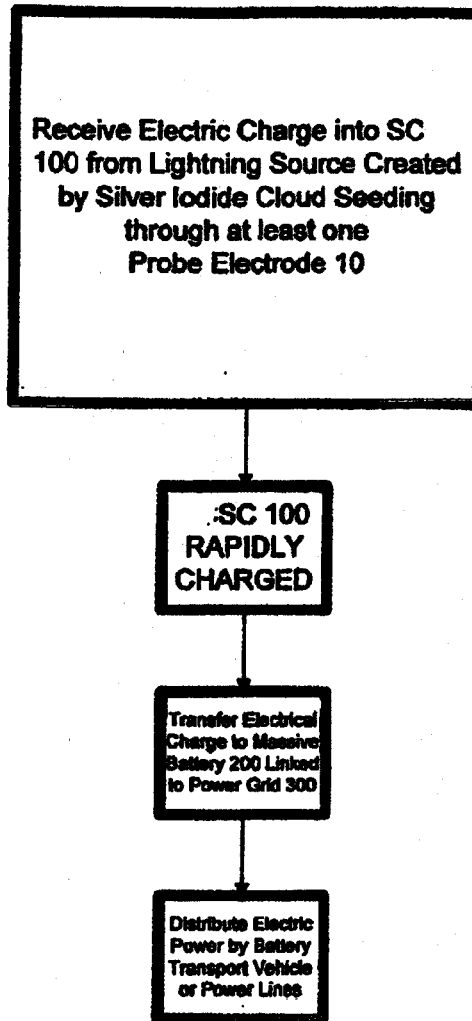 Receive Electric Charge into SC
100 from Lightning Source Created
by Silver Iodide Cloud Seeding
through at least one
Probe Electrode 10
SC 100
RAPIDLY
CHARGED
Transfer Electrical
Charge to Massive
Battery 200 Linked
to Power Grid 300
Distribute Electric
Power by Battery
Transport Vehicle
or Power Lines